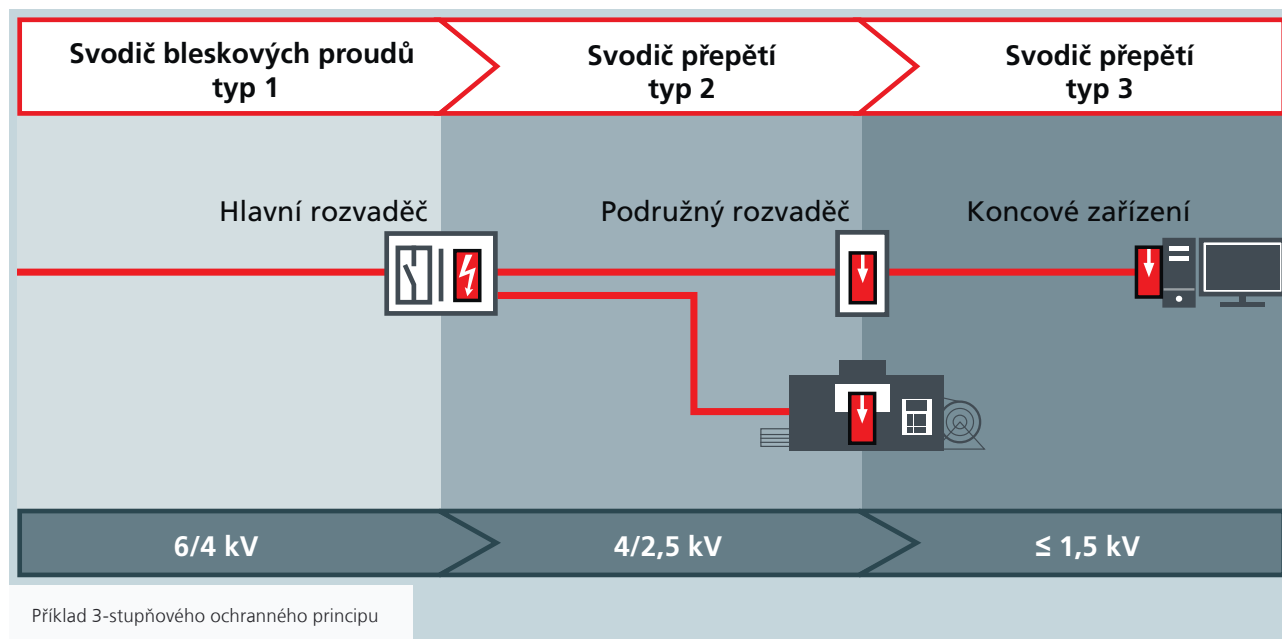 Svodič bleskových proudů
typ 1
Svodič přepětí
typ 2
Svodič přepětí
typ 3
Hlavní rozvaděč
Podružný rozvaděč
Koncové zařízení
6/4 kV
4/2,5 kV
≤ 1,5 kV
Příklad 3-stupňového ochranného principu